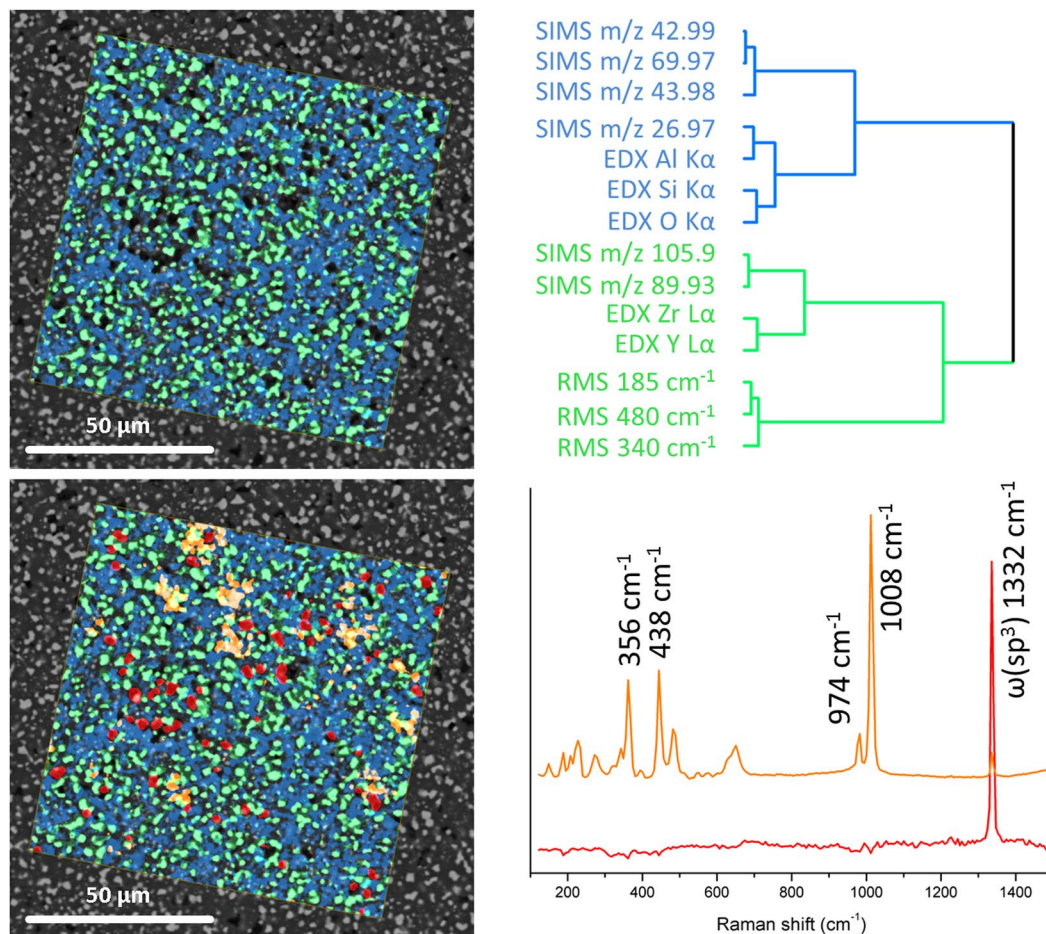 SIMS m/z 42.99
SIMS m/z 69.97
SIMS m/z 43.98
SIMS m/z 26.97
EDX Al Kα
EDX Si Kα
EDX O Kα
SIMS m/z 105.9
SIMS m/z 89.93
EDX Zr Lα
EDX Y Lα
RMS 185 cm⁻¹
RMS 480 cm⁻¹
RMS 340 cm⁻¹
50 µm
50 µm
356 cm⁻¹
438 cm⁻¹
974 cm⁻¹
1008 cm⁻¹
ω(sp³) 1332 cm⁻¹
200 400 600 800 1000 1200 1400
Raman shift (cm⁻¹)